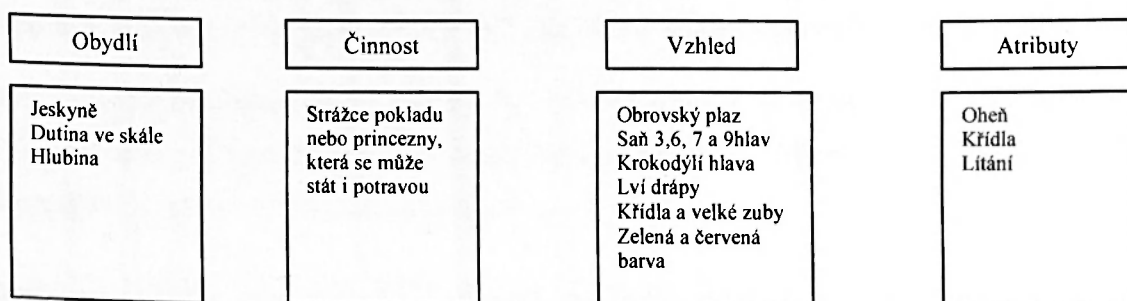 Obydlí
Jeskyně
Dutina ve skále
Hlubina
Činnost
Strážce pokladu
nebo princezny,
která se může
stát i potravou
Vzhled
Obrovský plaz
Saň 3,6, 7 a 9hlav
Krokodýlí hlava
Lví drápy
Křídla a velké zuby
Zelená a červená
barva
Atributy
Oheň
Křídla
Lítání